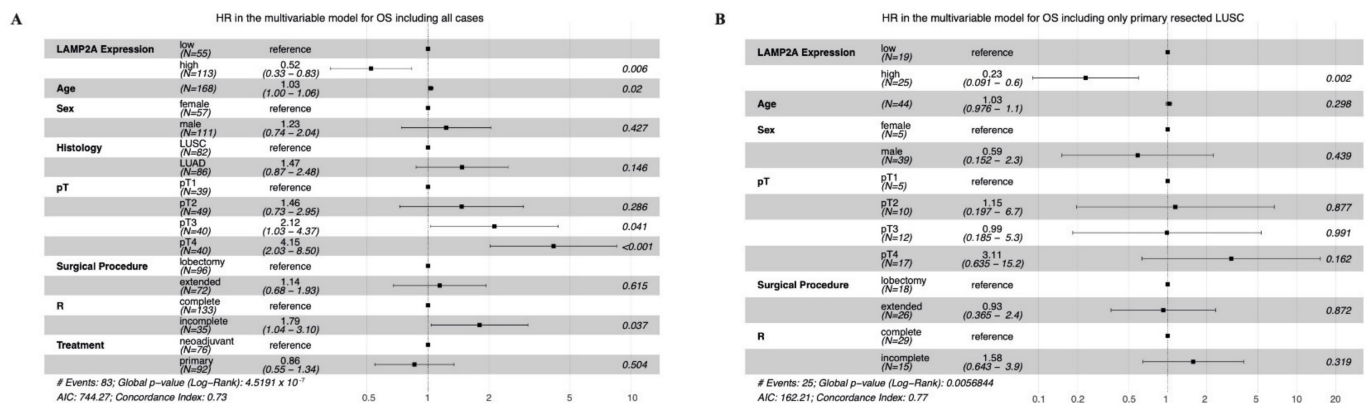 A
HR in the multivariable model for OS including all cases
LAMP2A Expression low (N=55) reference
high (N=113) 0.52 (0.33 – 0.83) 0.006
Age (N=168) 1.03 (1.00 – 1.06) 0.02
Sex female (N=57) reference
male (N=111) 1.23 (0.74 – 2.04) 0.427
Histology LUSC (N=82) reference
LUAD (N=86) 1.47 (0.87 – 2.48) 0.146
pT pT1 (N=39) reference
pT2 (N=49) 1.46 (0.73 – 2.95) 0.286
pT3 (N=40) 2.12 (1.03 – 4.37) 0.041
pT4 (N=40) 4.15 (2.03 – 8.50) <0.001
Surgical Procedure lobectomy (N=96) reference
extended (N=72) 1.14 (0.68 – 1.93) 0.615
R complete (N=133) reference
incomplete (N=35) 1.79 (1.04 – 3.10) 0.037
Treatment neoadjuvant (N=76) reference
primary (N=92) 0.86 (0.55 – 1.34) 0.504
# Events: 83; Global p−value (Log−Rank): 4.5191 x 10⁻⁷
AIC: 744.27; Concordance Index: 0.73
0.5 1 2 5 10
B
HR in the multivariable model for OS including only primary resected LUSC
LAMP2A Expression low (N=19) reference
high (N=25) 0.23 (0.091 – 0.6) 0.002
Age (N=44) 1.03 (0.976 – 1.1) 0.298
Sex female (N=5) reference
male (N=39) 0.59 (0.152 – 2.3) 0.439
pT pT1 (N=5) reference
pT2 (N=10) 1.15 (0.197 – 6.7) 0.877
pT3 (N=12) 0.99 (0.185 – 5.3) 0.991
pT4 (N=17) 3.11 (0.635 – 15.2) 0.162
Surgical Procedure lobectomy (N=18) reference
extended (N=26) 0.93 (0.365 – 2.4) 0.872
R complete (N=29) reference
incomplete (N=15) 1.58 (0.643 – 3.9) 0.319
# Events: 25; Global p−value (Log−Rank): 0.0056844
AIC: 162.21; Concordance Index: 0.77
0.1 0.2 0.5 1 2 5 10 20